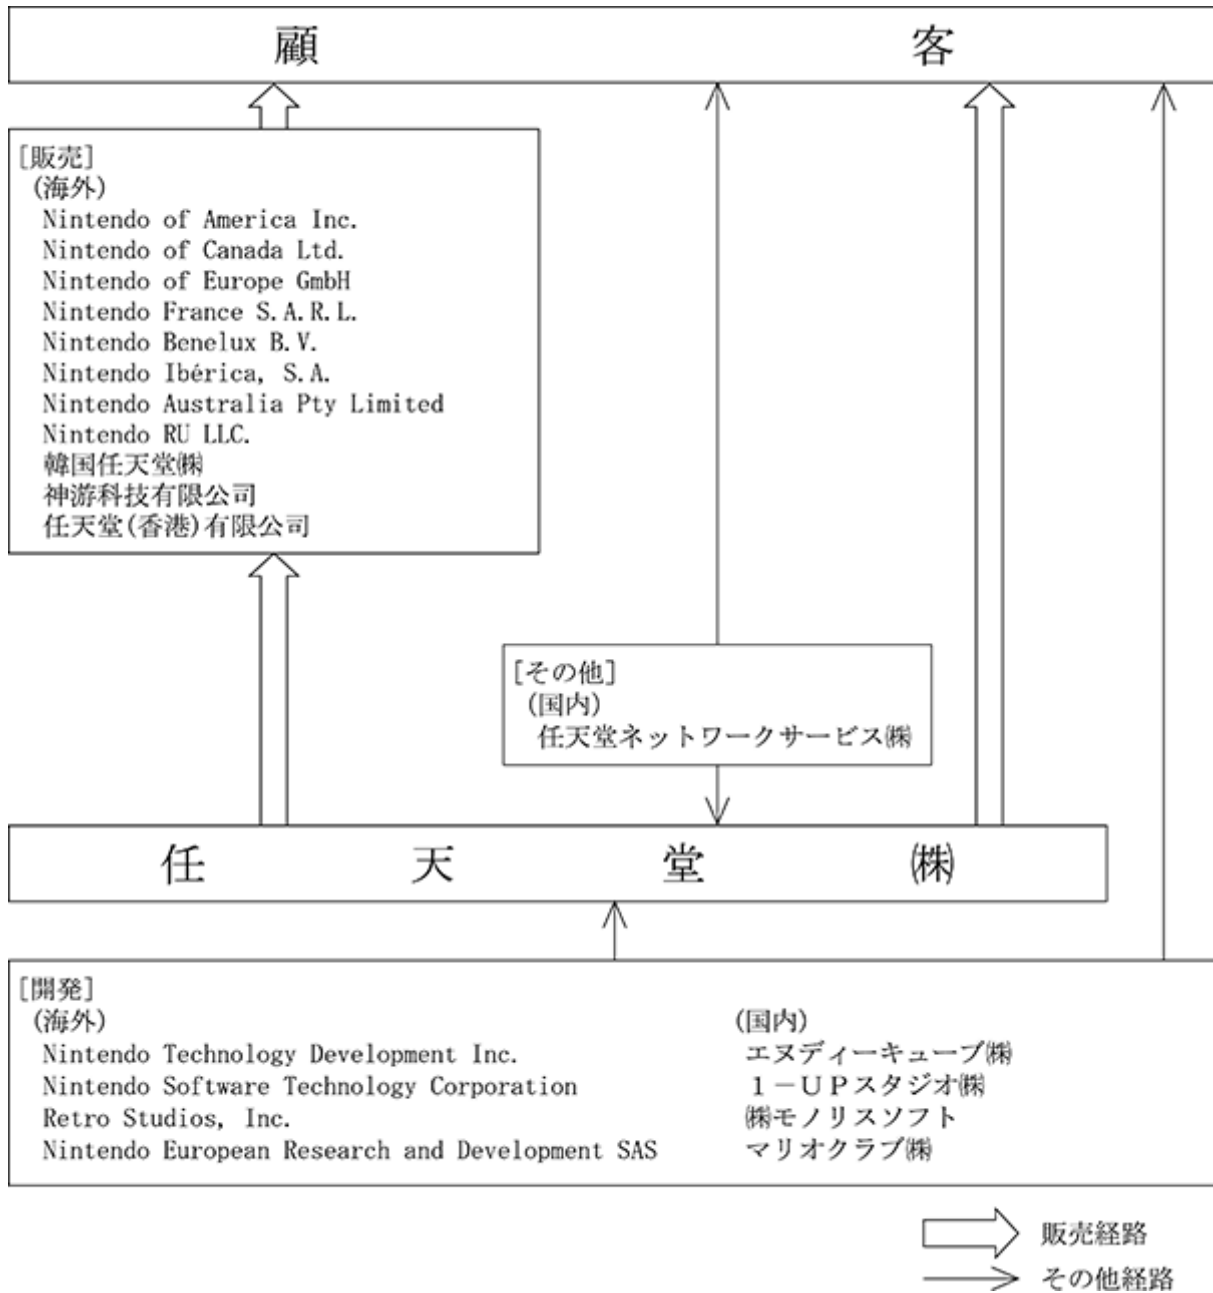 顧 客
[販売]
(海外)
Nintendo of America Inc.
Nintendo of Canada Ltd.
Nintendo of Europe GmbH
Nintendo France S.A.R.L.
Nintendo Benelux B.V.
Nintendo Ibérica, S.A.
Nintendo Australia Pty Limited
Nintendo RU LLC.
韓国任天堂㈱
神游科技有限公司
任天堂(香港)有限公司
[その他]
(国内)
任天堂ネットワークサービス㈱
任 天 堂 ㈱
[開発]
(海外)
Nintendo Technology Development Inc.
Nintendo Software Technology Corporation
Retro Studios, Inc.
Nintendo European Research and Development SAS
(国内)
エヌディーキューブ㈱
1－UPスタジオ㈱
㈱モノリスソフト
マリオクラブ㈱
販売経路
その他経路